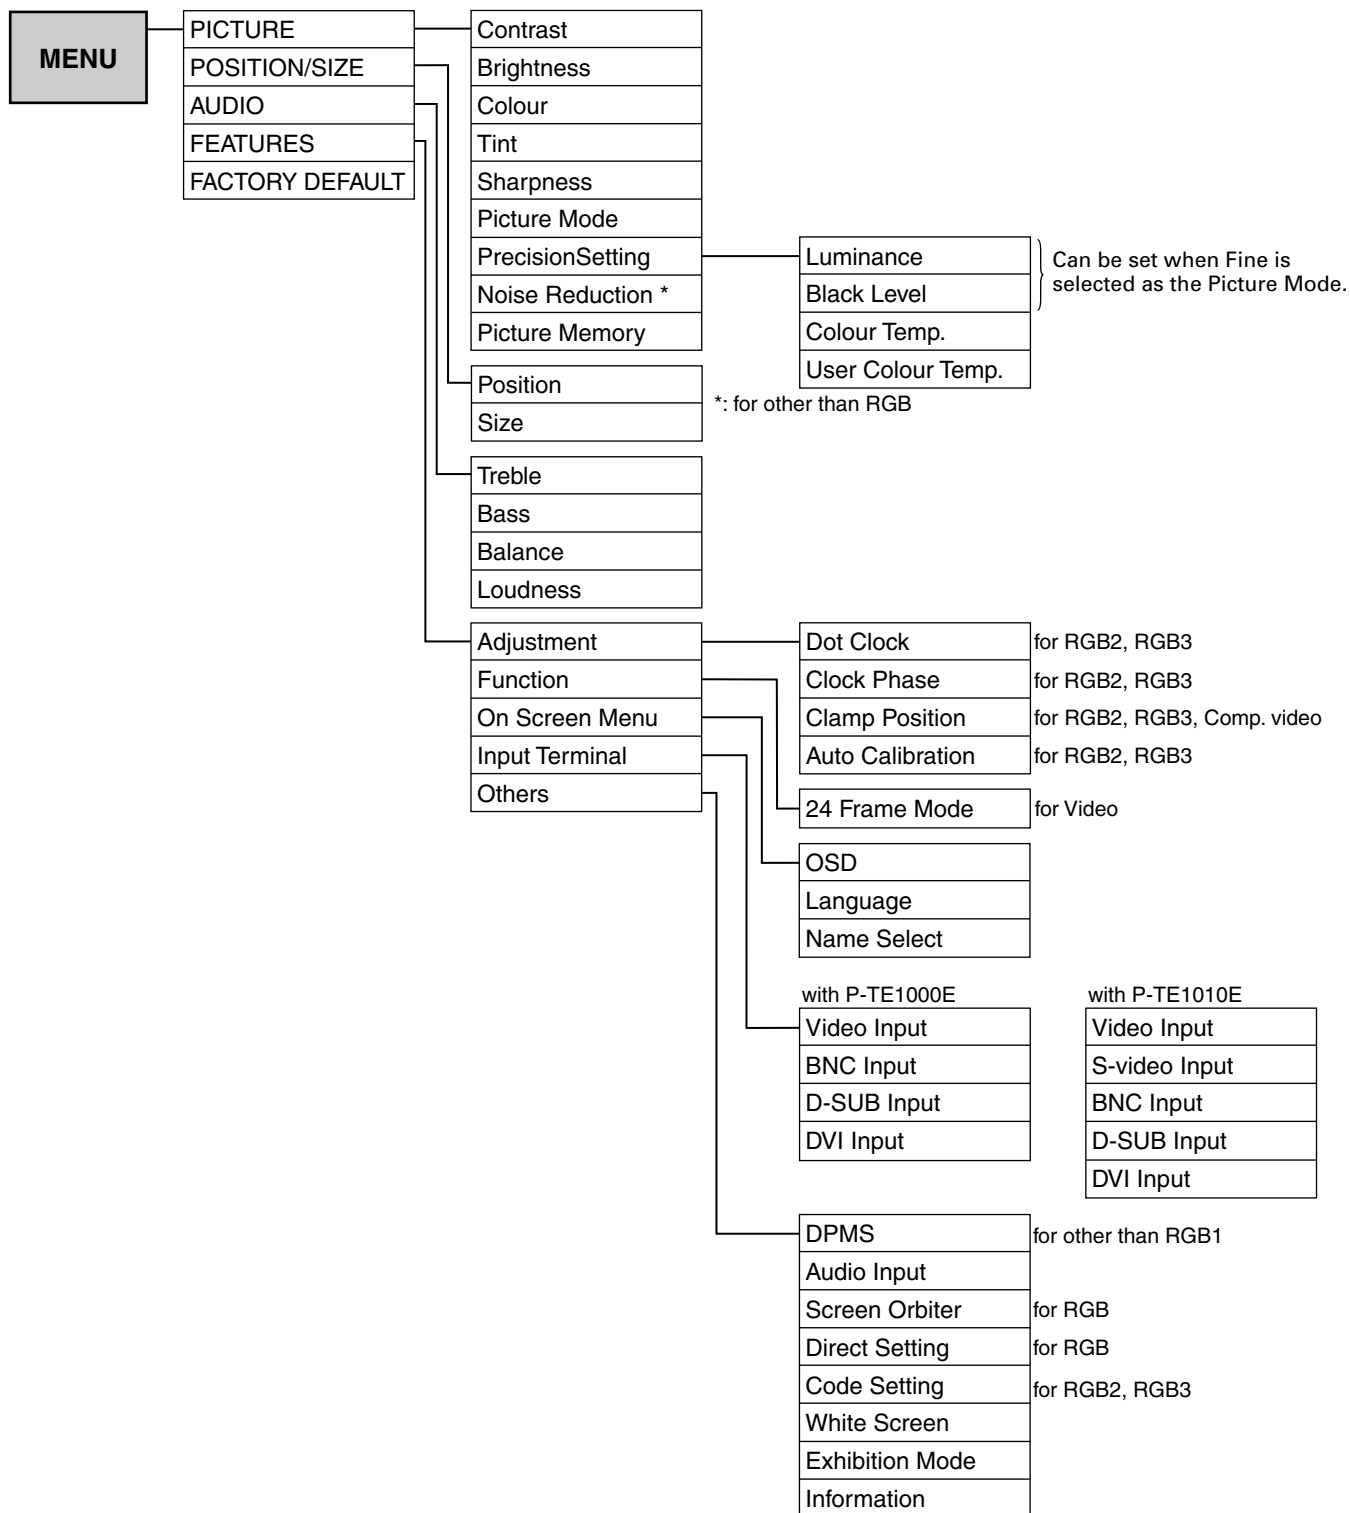 MENU
PICTURE
POSITION/SIZE
AUDIO
FEATURES
FACTORY DEFAULT
Contrast
Brightness
Colour
Tint
Sharpness
Picture Mode
PrecisionSetting
Noise Reduction *
Picture Memory
Luminance
Black Level
Colour Temp.
User Colour Temp.
Can be set when Fine is
selected as the Picture Mode.
Position
Size
*: for other than RGB
Treble
Bass
Balance
Loudness
Adjustment
Function
On Screen Menu
Input Terminal
Others
Dot Clock for RGB2, RGB3
Clock Phase for RGB2, RGB3
Clamp Position for RGB2, RGB3, Comp. video
Auto Calibration for RGB2, RGB3
24 Frame Mode for Video
OSD
Language
Name Select
with P-TE1000E
Video Input
BNC Input
D-SUB Input
DVI Input
with P-TE1010E
Video Input
S-video Input
BNC Input
D-SUB Input
DVI Input
DPMS for other than RGB1
Audio Input
Screen Orbiter for RGB
Direct Setting for RGB
Code Setting for RGB2, RGB3
White Screen
Exhibition Mode
Information